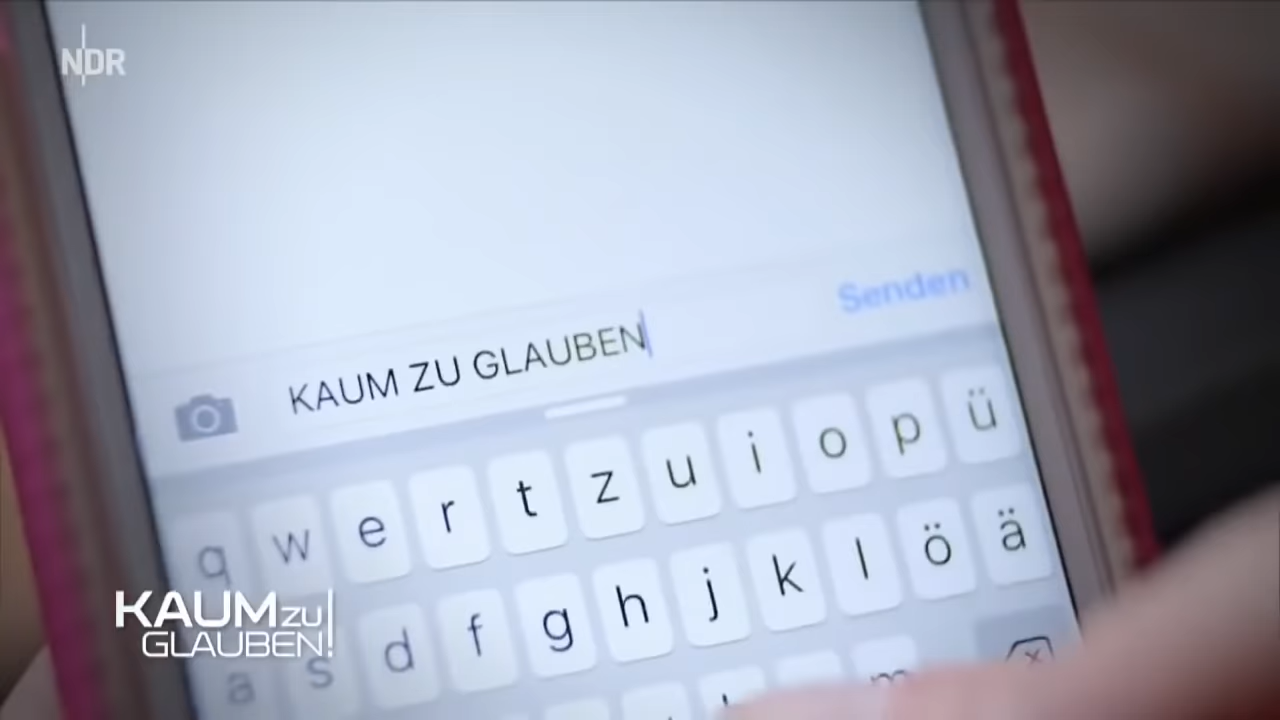 NDR
Senden
KAUM ZU GLAUBEN
q w e r t z u i o p ü
a s d f g h j k l ö ä
m
KAUM ZU
GLAUBEN!